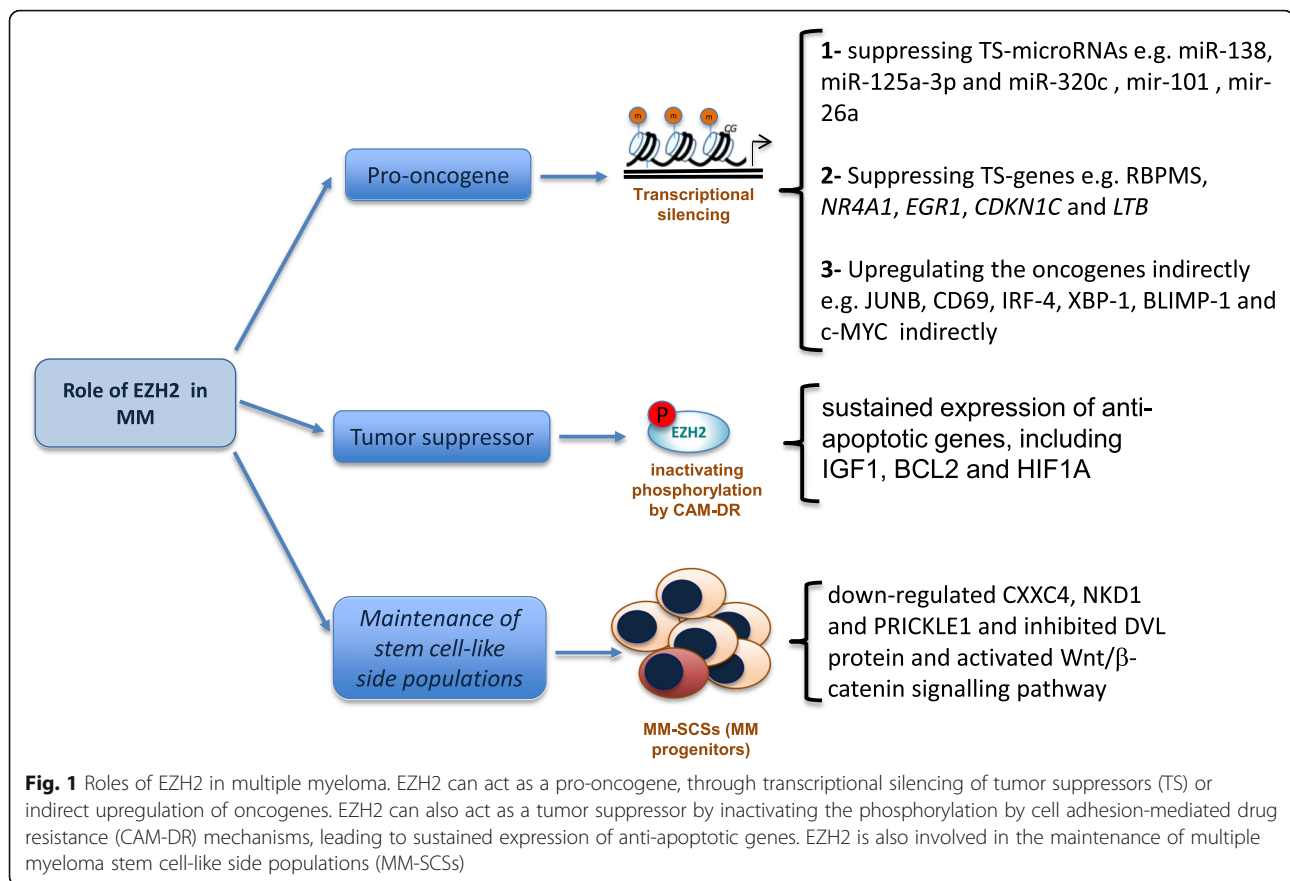 1- suppressing TS-microRNAs e.g. miR-138,
miR-125a-3p and miR-320c , mir-101 , mir-
26a
m
m
m
CG
Pro-oncogene
Transcriptional
silencing
2- Suppressing TS-genes e.g. RBPMS,
NR4A1, EGR1, CDKN1C and LTB
3- Upregulating the oncogenes indirectly
e.g. JUNB, CD69, IRF-4, XBP-1, BLIMP-1 and
c-MYC indirectly
Role of EZH2 in
MM
Tumor suppressor
P
EZH2
inactivating
phosphorylation
by CAM-DR
sustained expression of anti-
apoptotic genes, including
IGF1, BCL2 and HIF1A
Maintenance of
stem cell-like
side populations
MM-SCSs (MM
progenitors)
down-regulated CXXC4, NKD1
and PRICKLE1 and inhibited DVL
protein and activated Wnt/β-
catenin signalling pathway
Fig. 1 Roles of EZH2 in multiple myeloma. EZH2 can act as a pro-oncogene, through transcriptional silencing of tumor suppressors (TS) or
indirect upregulation of oncogenes. EZH2 can also act as a tumor suppressor by inactivating the phosphorylation by cell adhesion-mediated drug
resistance (CAM-DR) mechanisms, leading to sustained expression of anti-apoptotic genes. EZH2 is also involved in the maintenance of multiple
myeloma stem cell-like side populations (MM-SCSs)